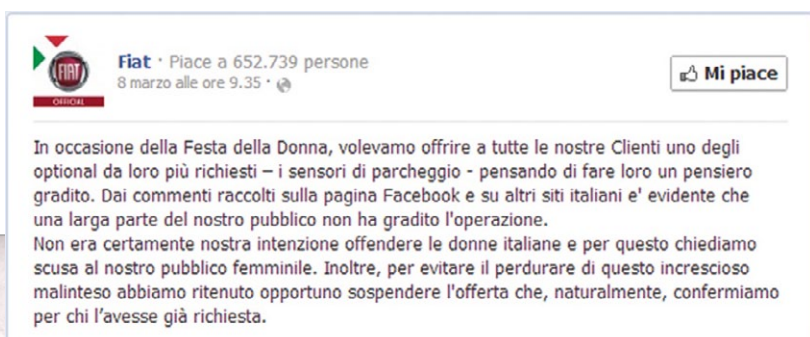 Fiat · Piace a 652.739 persone
8 marzo alle ore 9.35 ·
Mi piace
FIAT
OFFICIAL
In occasione della Festa della Donna, volevamo offrire a tutte le nostre Clienti uno degli
optional da loro più richiesti – i sensori di parcheggio - pensando di fare loro un pensiero
gradito. Dai commenti raccolti sulla pagina Facebook e su altri siti italiani e' evidente che
una larga parte del nostro pubblico non ha gradito l'operazione.
Non era certamente nostra intenzione offendere le donne italiane e per questo chiediamo
scusa al nostro pubblico femminile. Inoltre, per evitare il perdurare di questo increscioso
malinteso abbiamo ritenuto opportuno sospendere l'offerta che, naturalmente, confermiamo
per chi l’avesse già richiesta.